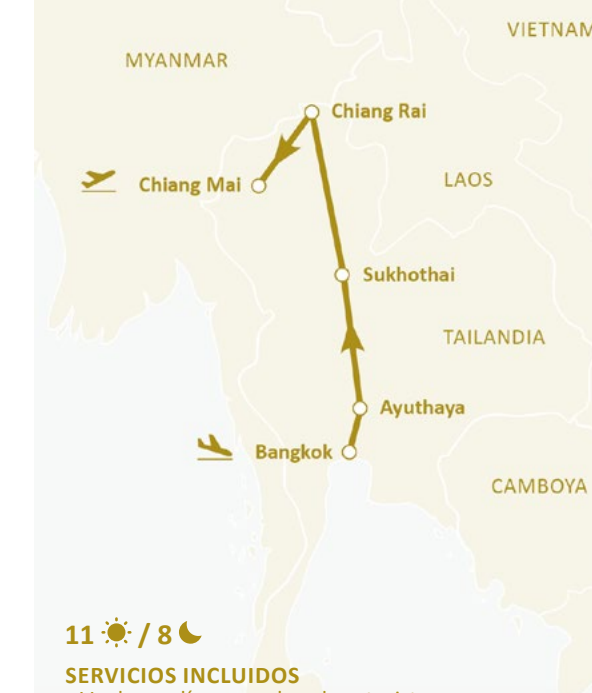 VIETNAM
MYANMAR
Chiang Rai
LAOS
Chiang Mai
Sukhothai
TAILANDIA
Ayuthaya
Bangkok
CAMBOYA
11 / 8
SERVICIOS INCLUIDOS